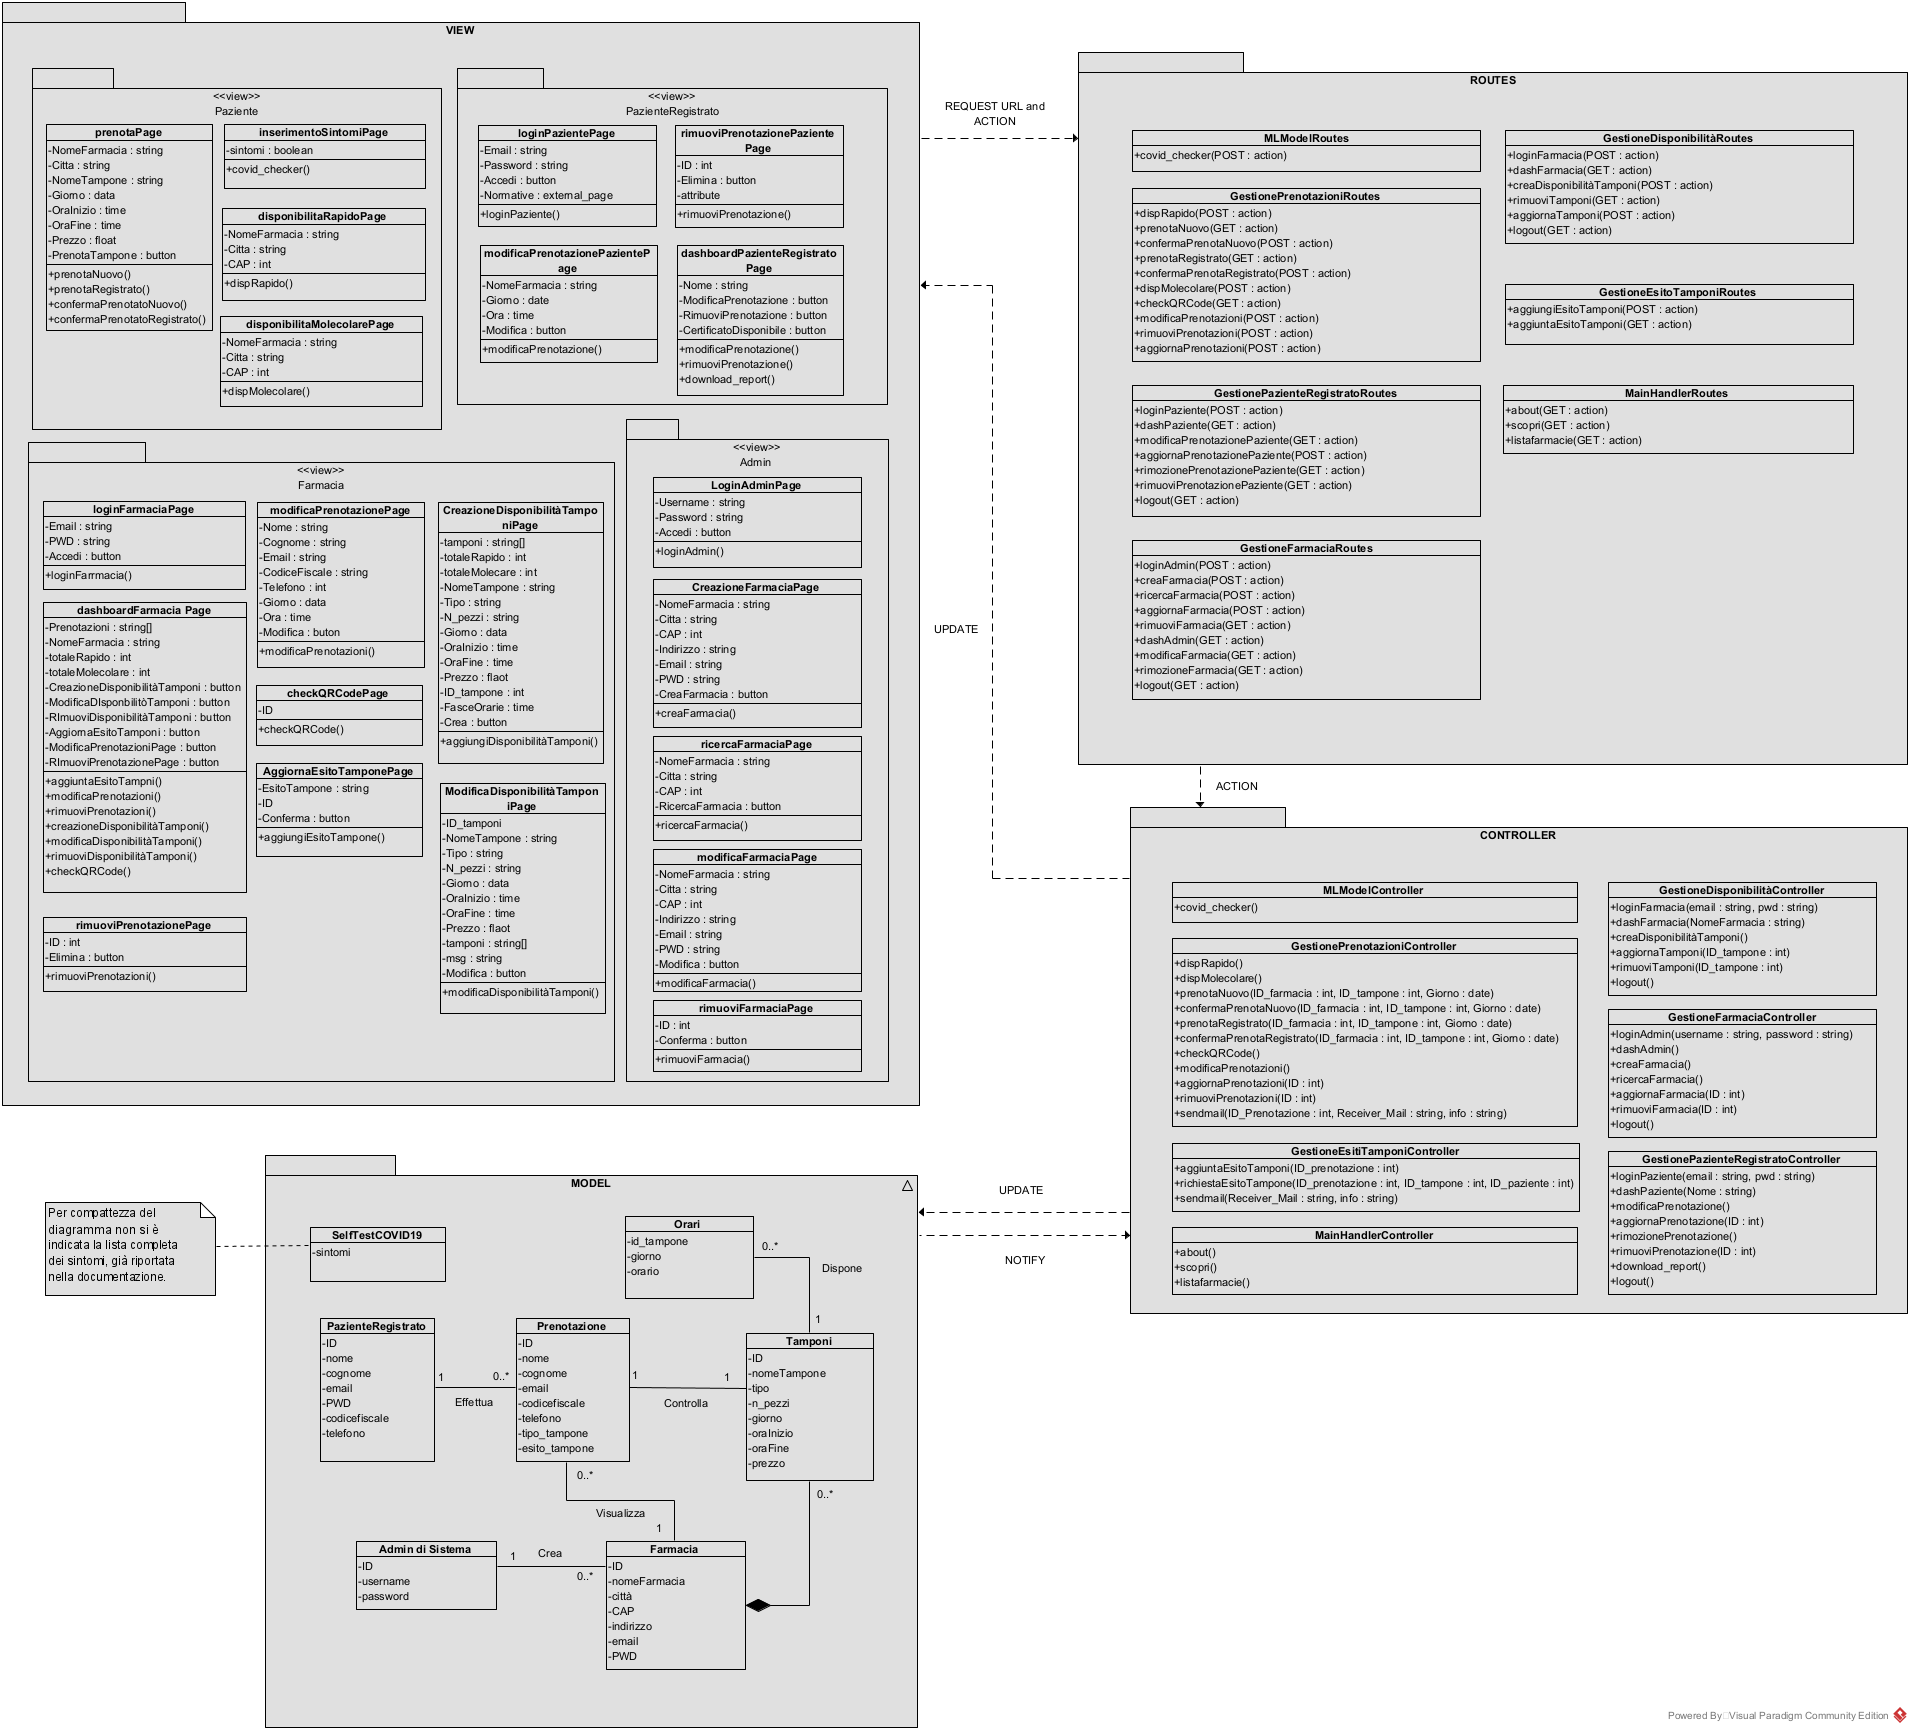 VIEW
<<view>>
Paziente
prenotaPage
-NomeFarmacia : string
-Citta : string
-NomeTampone : string
-Giorno : data
-OraInizio : time
-OraFine : time
-Prezzo : float
-PrenotaTampone : button
+prenotaNuovo()
+prenotaRegistrato()
+confermaPrenotatoNuovo()
+confermaPrenotatoRegistrato()
inserimentoSintomiPage
-sintomi : boolean
+covid_checker()
disponibilitaRapidoPage
-NomeFarmacia : string
-Citta : string
-CAP : int
+dispRapido()
disponibilitaMolecolarePage
-NomeFarmacia : string
-Citta : string
-CAP : int
+dispMolecolare()
<<view>>
PazienteRegistrato
loginPazientePage
-Email : string
-Password : string
-Accedi : button
-Normative : external_page
+loginPaziente()
rimuoviPrenotazionePaziente
Page
-ID : int
-Elimina : button
-attribute
+rimuoviPrenotazione()
modificaPrenotazionePazienteP
age
-NomeFarmacia : string
-Giorno : date
-Ora : time
-Modifica : button
+modificaPrenotazione()
dashboardPazienteRegistrato
Page
-Nome : string
-ModificaPrenotazione : button
-RimuoviPrenotazione : button
-CertificatoDisponibile : button
+modificaPrenotazione()
+rimuoviPrenotazione()
+download_report()
<<view>>
Farmacia
loginFarmaciaPage
-Email : string
-PWD : string
-Accedi : button
+loginFarrmacia()
dashboardFarmacia Page
-Prenotazioni : string[]
-NomeFarmacia : string
-totaleRapido : int
-totaleMolecolare : int
-CreazioneDisponibilitàTamponi : button
-ModificaDIsponbilitòTamponi : button
-RImuoviDisponibilitàTamponi : button
-AggiornaEsitoTamponi : button
-ModificaPrenotazioniPage : button
-RImuoviPrenotazionePage : button
+aggiuntaEsitoTampni()
+modificaPrenotazioni()
+rimuoviPrenotazioni()
+creazioneDisponibilitàTamponi()
+modificaDisponibilitàTamponi()
+rimuoviDisponibilitàTamponi()
+checkQRCode()
rimuoviPrenotazionePage
-ID : int
-Elimina : button
+rimuoviPrenotazioni()
modificaPrenotazionePage
-Nome : string
-Cognome : string
-Email : string
-CodiceFiscale : string
-Telefono : int
-Giorno : data
-Ora : time
-Modifica : buton
+modificaPrenotazioni()
checkQRCodePage
-ID
+checkQRCode()
AggiornaEsitoTamponePage
-EsitoTampone : string
-ID
-Conferma : button
+aggiungiEsitoTampone()
CreazioneDisponibilitàTampo
niPage
-tamponi : string[]
-totaleRapido : int
-totaleMolecare : int
-NomeTampone : string
-Tipo : string
-N_pezzi : string
-Giorno : data
-OraInizio : time
-OraFine : time
-Prezzo : flaot
-ID_tampone : int
-FasceOrarie : time
-Crea : button
+aggiungiDisponibilitàTamponi()
ModificaDisponibilitàTampon
iPage
-ID_tamponi
-NomeTampone : string
-Tipo : string
-N_pezzi : string
-Giorno : data
-OraInizio : time
-OraFine : time
-Prezzo : flaot
-tamponi : string[]
-msg : string
-Modifica : button
+modificaDisponibilitàTamponi()
<<view>>
Admin
LoginAdminPage
-Username : string
-Password : string
-Accedi : button
+loginAdmin()
CreazioneFarmaciaPage
-NomeFarmacia : string
-Citta : string
-CAP : int
-Indirizzo : string
-Email : string
-PWD : string
-CreaFarmacia : button
+creaFarmacia()
ricercaFarmaciaPage
-NomeFarmacia : string
-Citta : string
-CAP : int
-RicercaFarmacia : button
+ricercaFarmacia()
modificaFarmaciaPage
-NomeFarmacia : string
-Citta : string
-CAP : int
-Indirizzo : string
-Email : string
-PWD : string
-Modifica : button
+modificaFarmacia()
rimuoviFarmaciaPage
-ID : int
-Conferma : button
+rimuoviFarmacia()
REQUEST URL and
ACTION
UPDATE
ROUTES
MLModelRoutes
+covid_checker(POST : action)
GestionePrenotazioniRoutes
+dispRapido(POST : action)
+prenotaNuovo(GET : action)
+confermaPrenotaNuovo(POST : action)
+prenotaRegistrato(GET : action)
+confermaPrenotaRegistrato(POST : action)
+dispMolecolare(POST : action)
+checkQRCode(GET : action)
+modificaPrenotazioni(POST : action)
+rimuoviPrenotazioni(POST : action)
+aggiornaPrenotazioni(POST : action)
GestionePazienteRegistratoRoutes
+loginPaziente(POST : action)
+dashPaziente(GET : action)
+modificaPrenotazionePaziente(GET : action)
+aggiornaPrenotazionePaziente(POST : action)
+rimozionePrenotazionePaziente(GET : action)
+rimuoviPrenotazionePaziente(GET : action)
+logout(GET : action)
GestioneFarmaciaRoutes
+loginAdmin(POST : action)
+creaFarmacia(POST : action)
+ricercaFarmacia(POST : action)
+aggiornaFarmacia(POST : action)
+rimuoviFarmacia(GET : action)
+dashAdmin(GET : action)
+modificaFarmacia(GET : action)
+rimozioneFarmacia(GET : action)
+logout(GET : action)
GestioneDisponibilitàRoutes
+loginFarmacia(POST : action)
+dashFarmacia(GET : action)
+creaDisponibilitàTamponi(POST : action)
+rimuoviTamponi(GET : action)
+aggiornaTamponi(POST : action)
+logout(GET : action)
GestioneEsitoTamponiRoutes
+aggiungiEsitoTamponi(POST : action)
+aggiuntaEsitoTamponi(GET : action)
MainHandlerRoutes
+about(GET : action)
+scopri(GET : action)
+listafarmacie(GET : action)
ACTION
CONTROLLER
MLModelController
+covid_checker()
GestionePrenotazioniController
+dispRapido()
+dispMolecolare()
+prenotaNuovo(ID_farmacia : int, ID_tampone : int, Giorno : date)
+confermaPrenotaNuovo(ID_farmacia : int, ID_tampone : int, Giorno : date)
+prenotaRegistrato(ID_farmacia : int, ID_tampone : int, Giorno : date)
+confermaPrenotaRegistrato(ID_farmacia : int, ID_tampone : int, Giorno : date)
+checkQRCode()
+modificaPrenotazioni()
+aggiornaPrenotazioni(ID : int)
+rimuoviPrenotazioni(ID : int)
+sendmail(ID_Prenotazione : int, Receiver_Mail : string, info : string)
GestioneEsitiTamponiController
+aggiuntaEsitoTamponi(ID_prenotazione : int)
+richiestaEsitoTampone(ID_prenotazione : int, ID_tampone : int, ID_paziente : int)
+sendmail(Receiver_Mail : string, info : string)
MainHandlerController
+about()
+scopri()
+listafarmacie()
GestioneDisponibilitàController
+loginFarmacia(email : string, pwd : string)
+dashFarmacia(NomeFarmacia : string)
+creaDisponibilitàTamponi()
+aggiornaTamponi(ID_tampone : int)
+rimuoviTamponi(ID_tampone : int)
+logout()
GestioneFarmaciaController
+loginAdmin(username : string, password : string)
+dashAdmin()
+creaFarmacia()
+ricercaFarmacia()
+aggiornaFarmacia(ID : int)
+rimuoviFarmacia(ID : int)
+logout()
GestionePazienteRegistratoController
+loginPaziente(email : string, pwd : string)
+dashPaziente(Nome : string)
+modificaPrenotazione()
+aggiornaPrenotazione(ID : int)
+rimozionePrenotazione()
+rimuoviPrenotazione(ID : int)
+download_report()
+logout()
UPDATE
NOTIFY
MODEL
Per compattezza del
diagramma non si è
indicata la lista completa
dei sintomi, già riportata
nella documentazione.
SelfTestCOVID19
-sintomi
Orari
-id_tampone
-giorno
-orario
0..*
Dispone
1
PazienteRegistrato
-ID
-nome
-cognome
-email
-PWD
-codicefiscale
-telefono
1
0..*
Effettua
Prenotazione
-ID
-nome
-cognome
-email
-codicefiscale
-telefono
-tipo_tampone
-esito_tampone
1
1
Controlla
Tamponi
-ID
-nomeTampone
-tipo
-n_pezzi
-giorno
-oraInizio
-oraFine
-prezzo
0..*
Visualizza
1
0..*
Admin di Sistema
-ID
-username
-password
1
Crea
0..*
Farmacia
-ID
-nomeFarmacia
-città
-CAP
-indirizzo
-email
-PWD
Powered By Visual Paradigm Community Edition